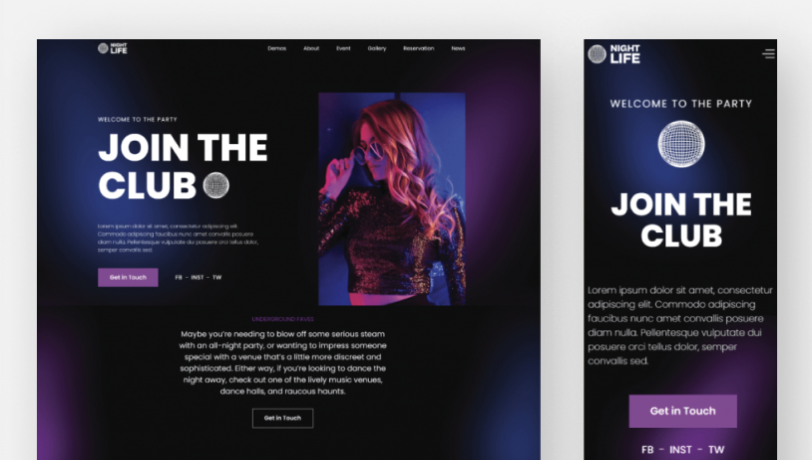 NIGHT
LIFE
Demos About Event Gallery Reservation News
WELCOME TO THE PARTY
JOIN THE
CLUB
Lorem ipsum dolor sit amet, consectetur adipiscing elit.
Commodo adipiscing faucibus nunc amet convallis posuere
diam nulla. Pellentesque vulputate dui posuere orci tellus dolor,
semper convallis sed.
Get in Touch FB - INST - TW
UNDERGROUND FAVES
Maybe you're needing to blow off some serious steam
with an all-night party, or wanting to impress someone
special with a venue that's a little more discreet and
sophisticated. Either way, if you're looking to dance the
night away, check out one of the lively music venues,
dance halls, and raucous haunts.
Get in Touch
NIGHT
LIFE
WELCOME TO THE PARTY
JOIN THE
CLUB
Lorem ipsum dolor sit amet, consectetur
adipiscing elit. Commodo adipiscing
faucibus nunc amet convallis posuere
diam nulla. Pellentesque vulputate dui
posuere orci tellus dolor, semper
convallis sed.
Get in Touch
FB - INST - TW